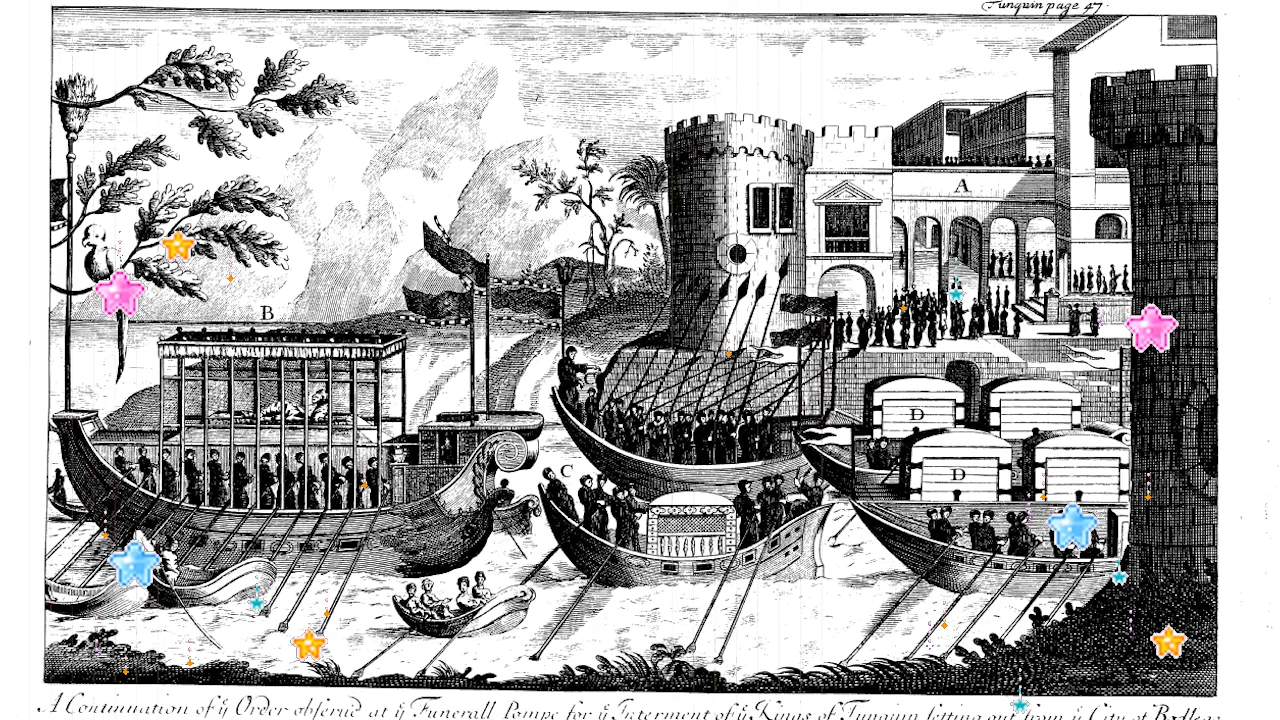 Tunquin page 47.
A
B
D
C
D
A Continuation of ỹ Order obserue at ỹ Funerall Pompe for ỹ Interment of ỹ Kings of Tunquin setting out from ỹ City of